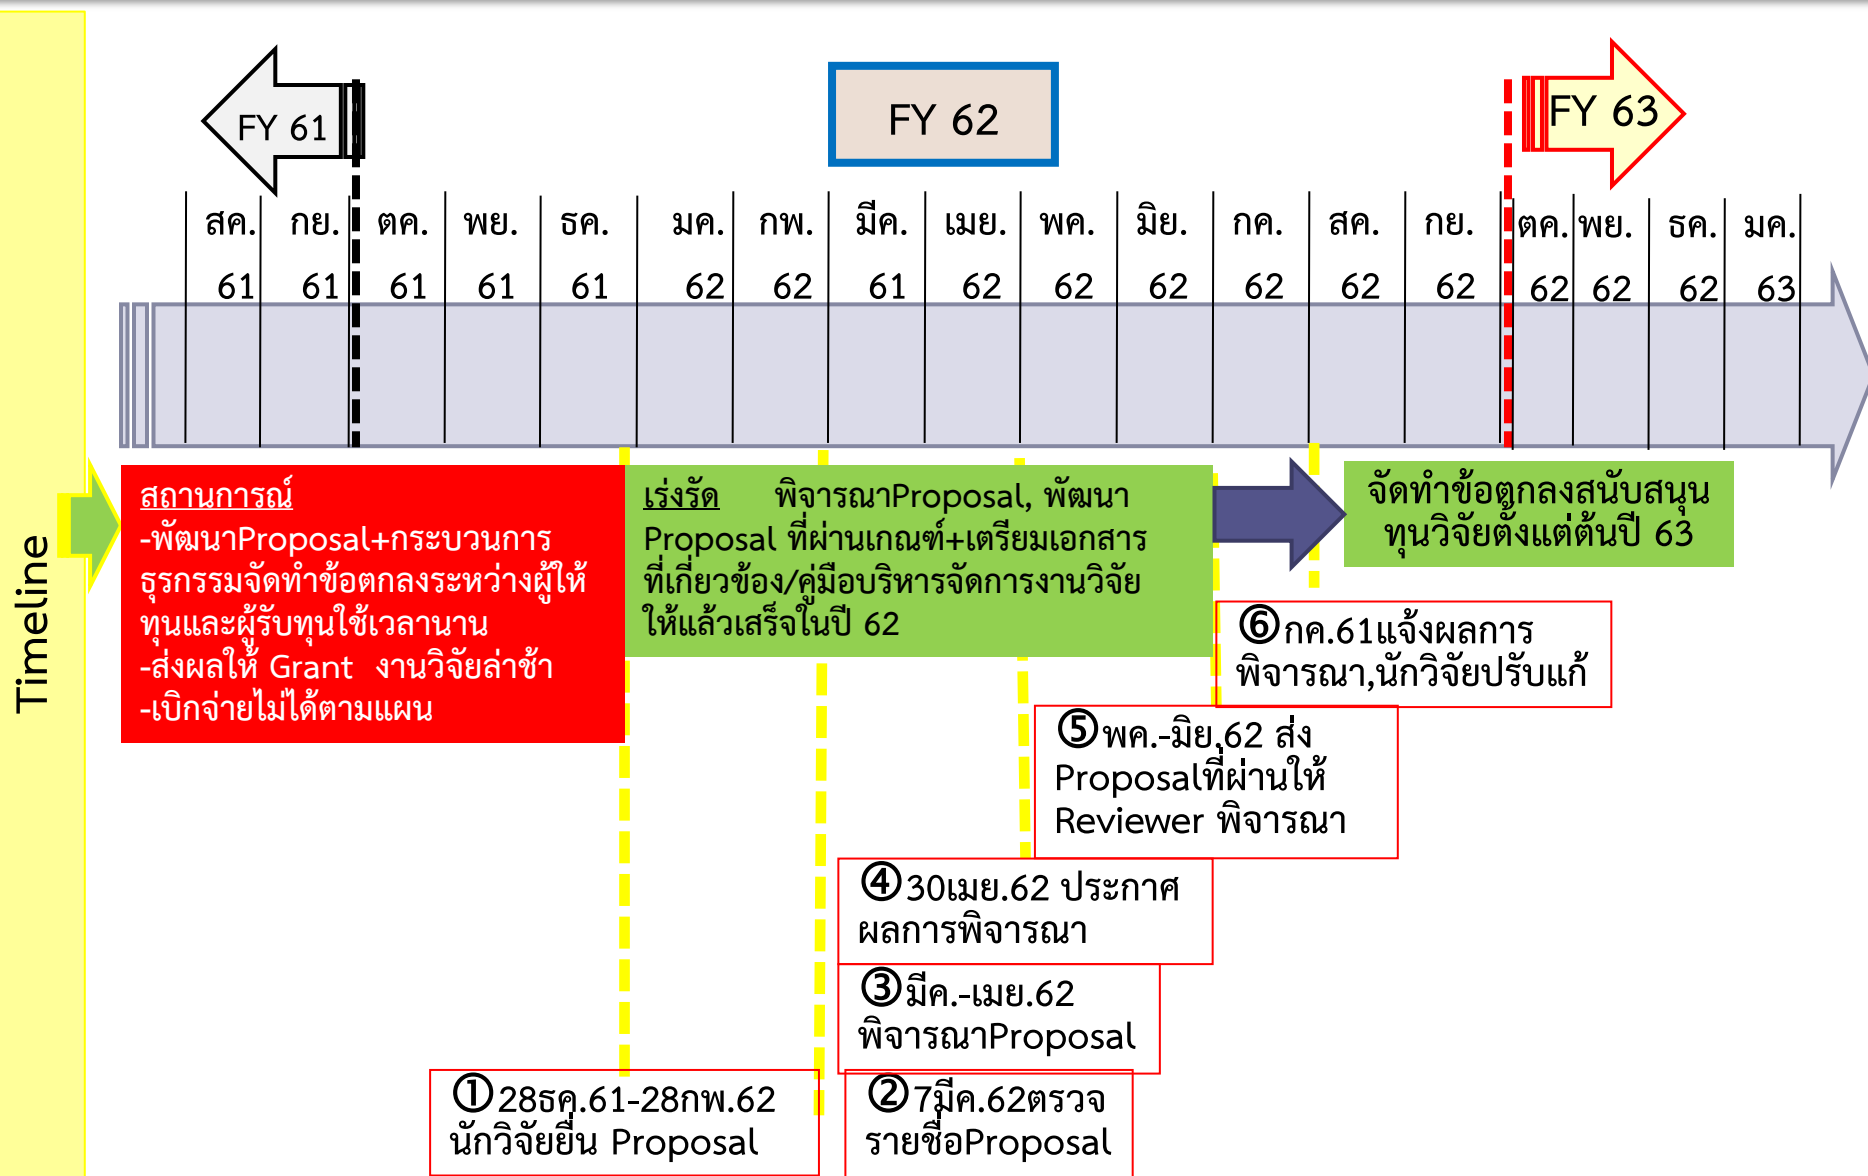 FY 61
FY 62
FY 63
สค. กย. ตค. พย. ธค. มค. กพ. มีค. เมย. พค. มิย. กค. สค. กย. ตค. พย. ธค. มค.
61 61 61 61 61 62 62 61 62 62 62 62 62 62 62 62 62 63
Timeline
สถานการณ์
-พัฒนาProposal+กระบวนการ
ธุรกรรมจัดทำข้อตกลงระหว่างผู้ให้
ทุนและผู้รับทุนใช้เวลานาน
-ส่งผลให้ Grant งานวิจัยล่าช้า
-เบิกจ่ายไม่ได้ตามแผน
เร่งรัด พิจารณาProposal, พัฒนา
Proposal ที่ผ่านเกณฑ์+เตรียมเอกสาร
ที่เกี่ยวข้อง/คู่มือบริหารจัดการงานวิจัย
ให้แล้วเสร็จในปี 62
จัดทำข้อตกลงสนับสนุน
ทุนวิจัยตั้งแต่ต้นปี 63
⑥กค.61แจ้งผลการ
พิจารณา,นักวิจัยปรับแก้
⑤พค.-มิย.62 ส่ง
Proposalที่ผ่านให้
Reviewer พิจารณา
④30เมย.62 ประกาศ
ผลการพิจารณา
③มีค.-เมย.62
พิจารณาProposal
①28ธค.61-28กพ.62
นักวิจัยยื่น Proposal
②7มีค.62ตรวจ
รายชื่อProposal